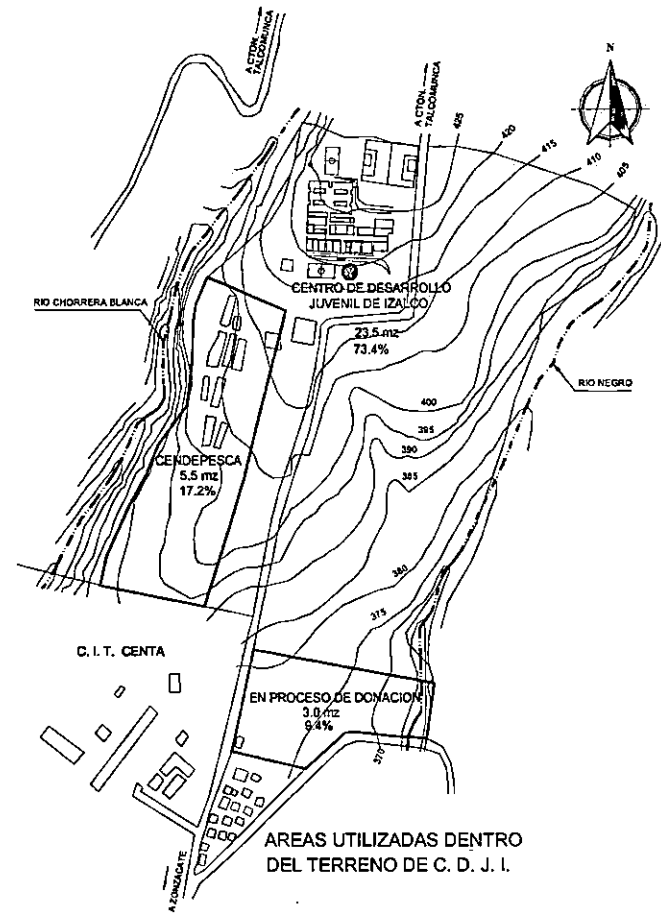 A CTON.
TALCOMUNCA
N
A CTON.
TALCOMUNCA
425
420
415
410
405
CENTRO DE DESARROLLO
JUVENIL DE IZALCO
23.5 mz
73.4%
RIO CHORRERA BLANCA
RIO NEGRO
400
395
390
385
CENDEPESCA
5.5 mz
17.2%
380
375
C. I. T. CENTA
EN PROCESO DE DONACION
3.0 mz
9.4%
370
AREAS UTILIZADAS DENTRO
DEL TERRENO DE C. D. J. I.
A ZONZACATE